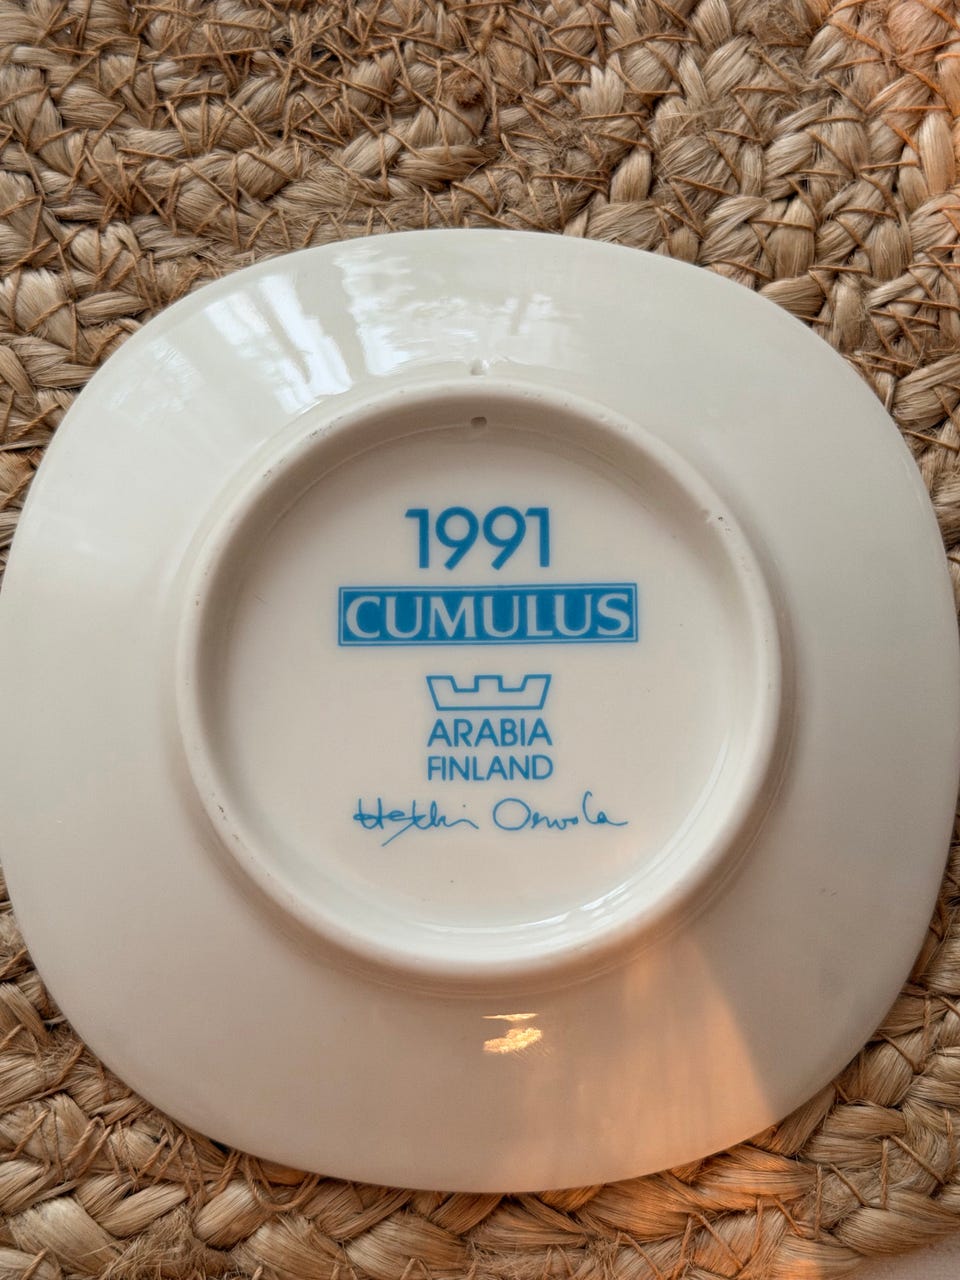 1991
CUMULUS
ARABIA
FINLAND
Heikki Orvola